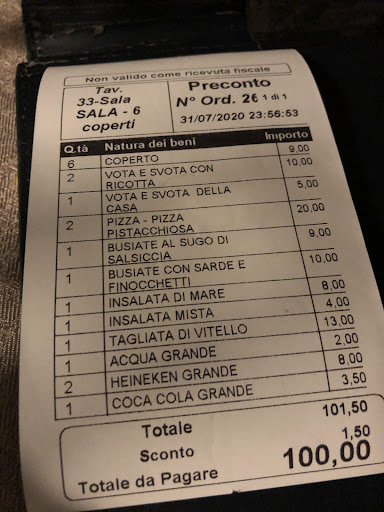 Non valido come ricevuta fiscale
Tav.
33-Sala
SALA - 6
coperti
Preconto
N° Ord. 26 1 di 1
31/07/2020 23:56:53
Q.tà Natura dei beni Importo
6 COPERTO 9,00
2 VOTA E SVOTA CON RICOTTA 10,00
1 VOTA E SVOTA DELLA CASA 5,00
2 PIZZA - PIZZA PISTACCHIOSA 20,00
1 BUSIATE AL SUGO DI SALSICCIA 9,00
1 BUSIATE CON SARDE E FINOCCHETTI 10,00
1 INSALATA DI MARE 8,00
1 INSALATA MISTA 4,00
1 TAGLIATA DI VITELLO 13,00
1 ACQUA GRANDE 2,00
2 HEINEKEN GRANDE 8,00
1 COCA COLA GRANDE 3,50
Totale 101,50
Sconto 1,50
Totale da Pagare 100,00